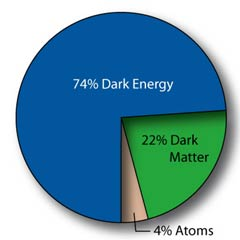 74% Dark Energy
22% Dark
Matter
4% Atoms